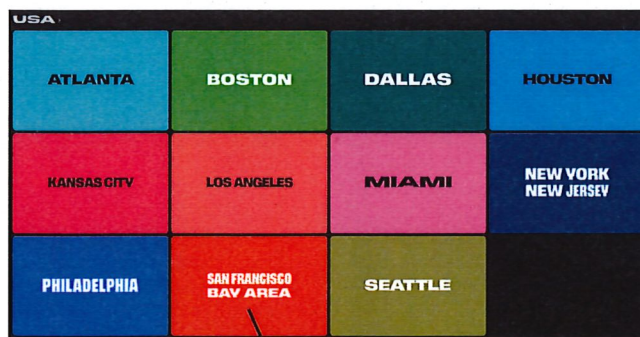 USA
ATLANTA
BOSTON
DALLAS
HOUSTON
KANSAS CITY
LOS ANGELES
MIAMI
NEW YORK
NEW JERSEY
PHILADELPHIA
SAN FRANCISCO
BAY AREA
SEATTLE